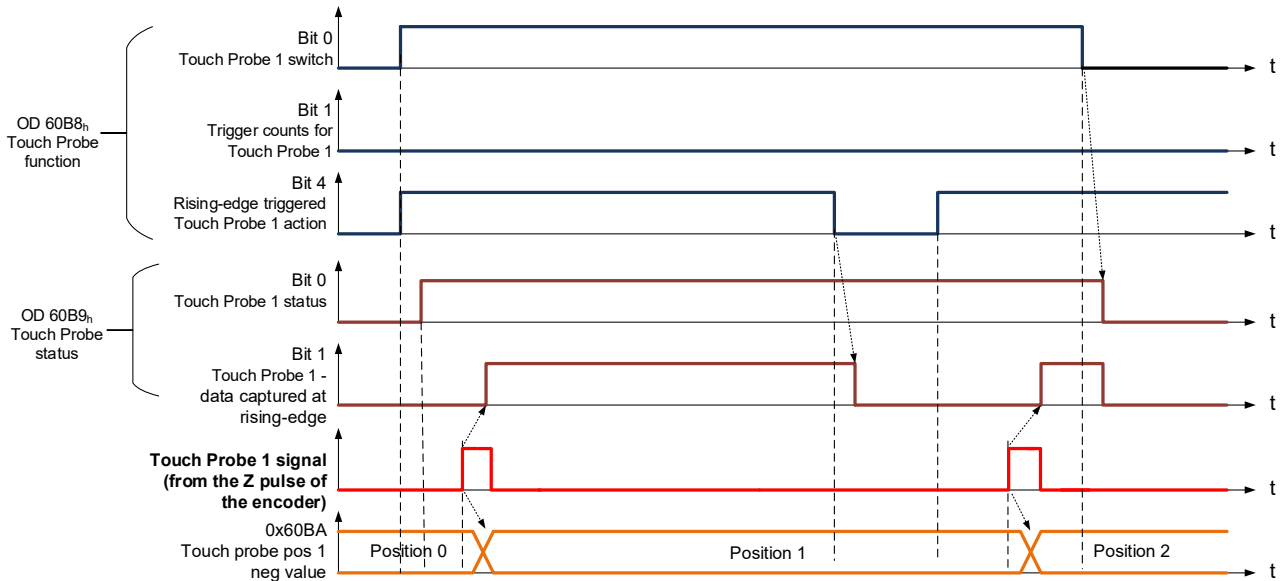 Bit 0
Touch Probe 1 switch
t
OD 60B8h
Touch Probe
function
Bit 1
Trigger counts for
Touch Probe 1
t
Bit 4
Rising-edge triggered
Touch Probe 1 action
t
OD 60B9h
Touch Probe
status
Bit 0
Touch Probe 1 status
t
Bit 1
Touch Probe 1 -
data captured at
rising-edge
t
Touch Probe 1 signal
(from the Z pulse of
the encoder)
t
0x60BA
Touch probe pos 1
neg value
Position 0
Position 1
Position 2
t